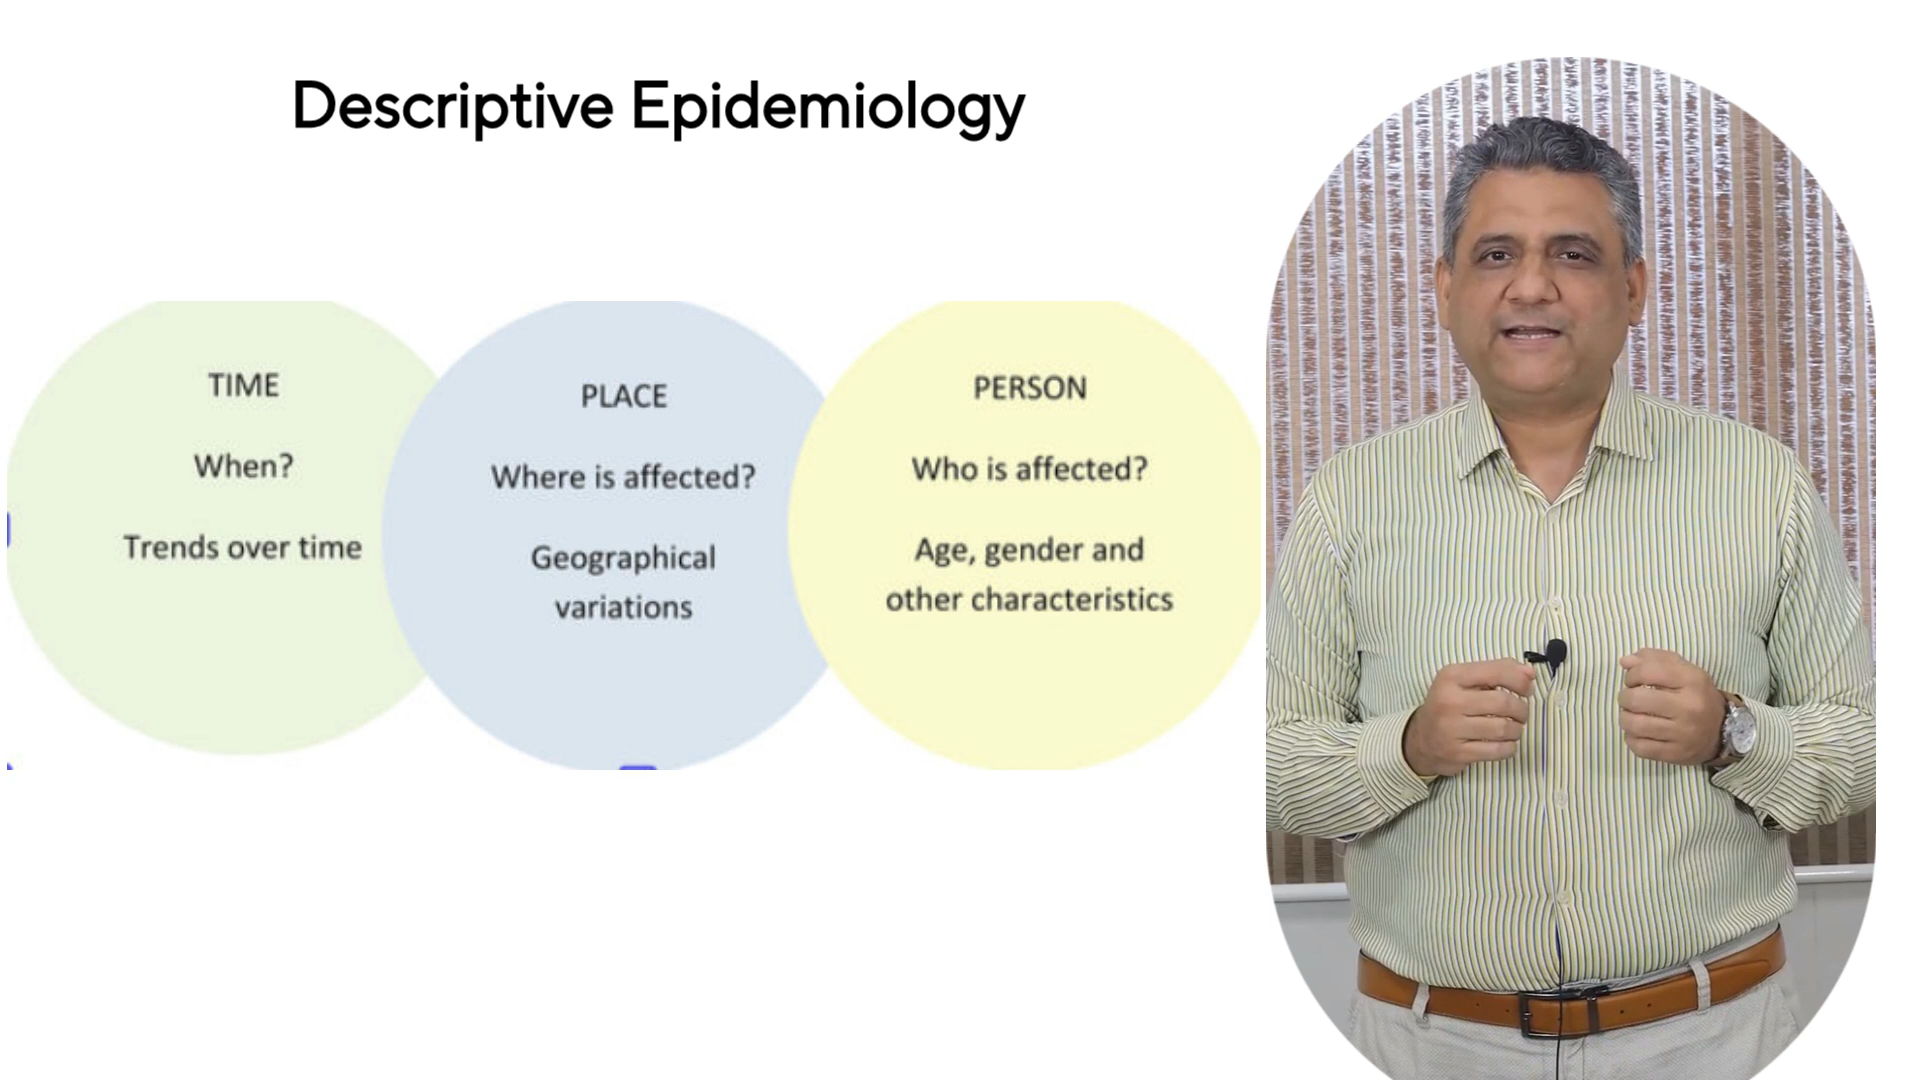 Descriptive Epidemiology
TIME
When?
Trends over time
PLACE
Where is affected?
Geographical
variations
PERSON
Who is affected?
Age, gender and
other characteristics